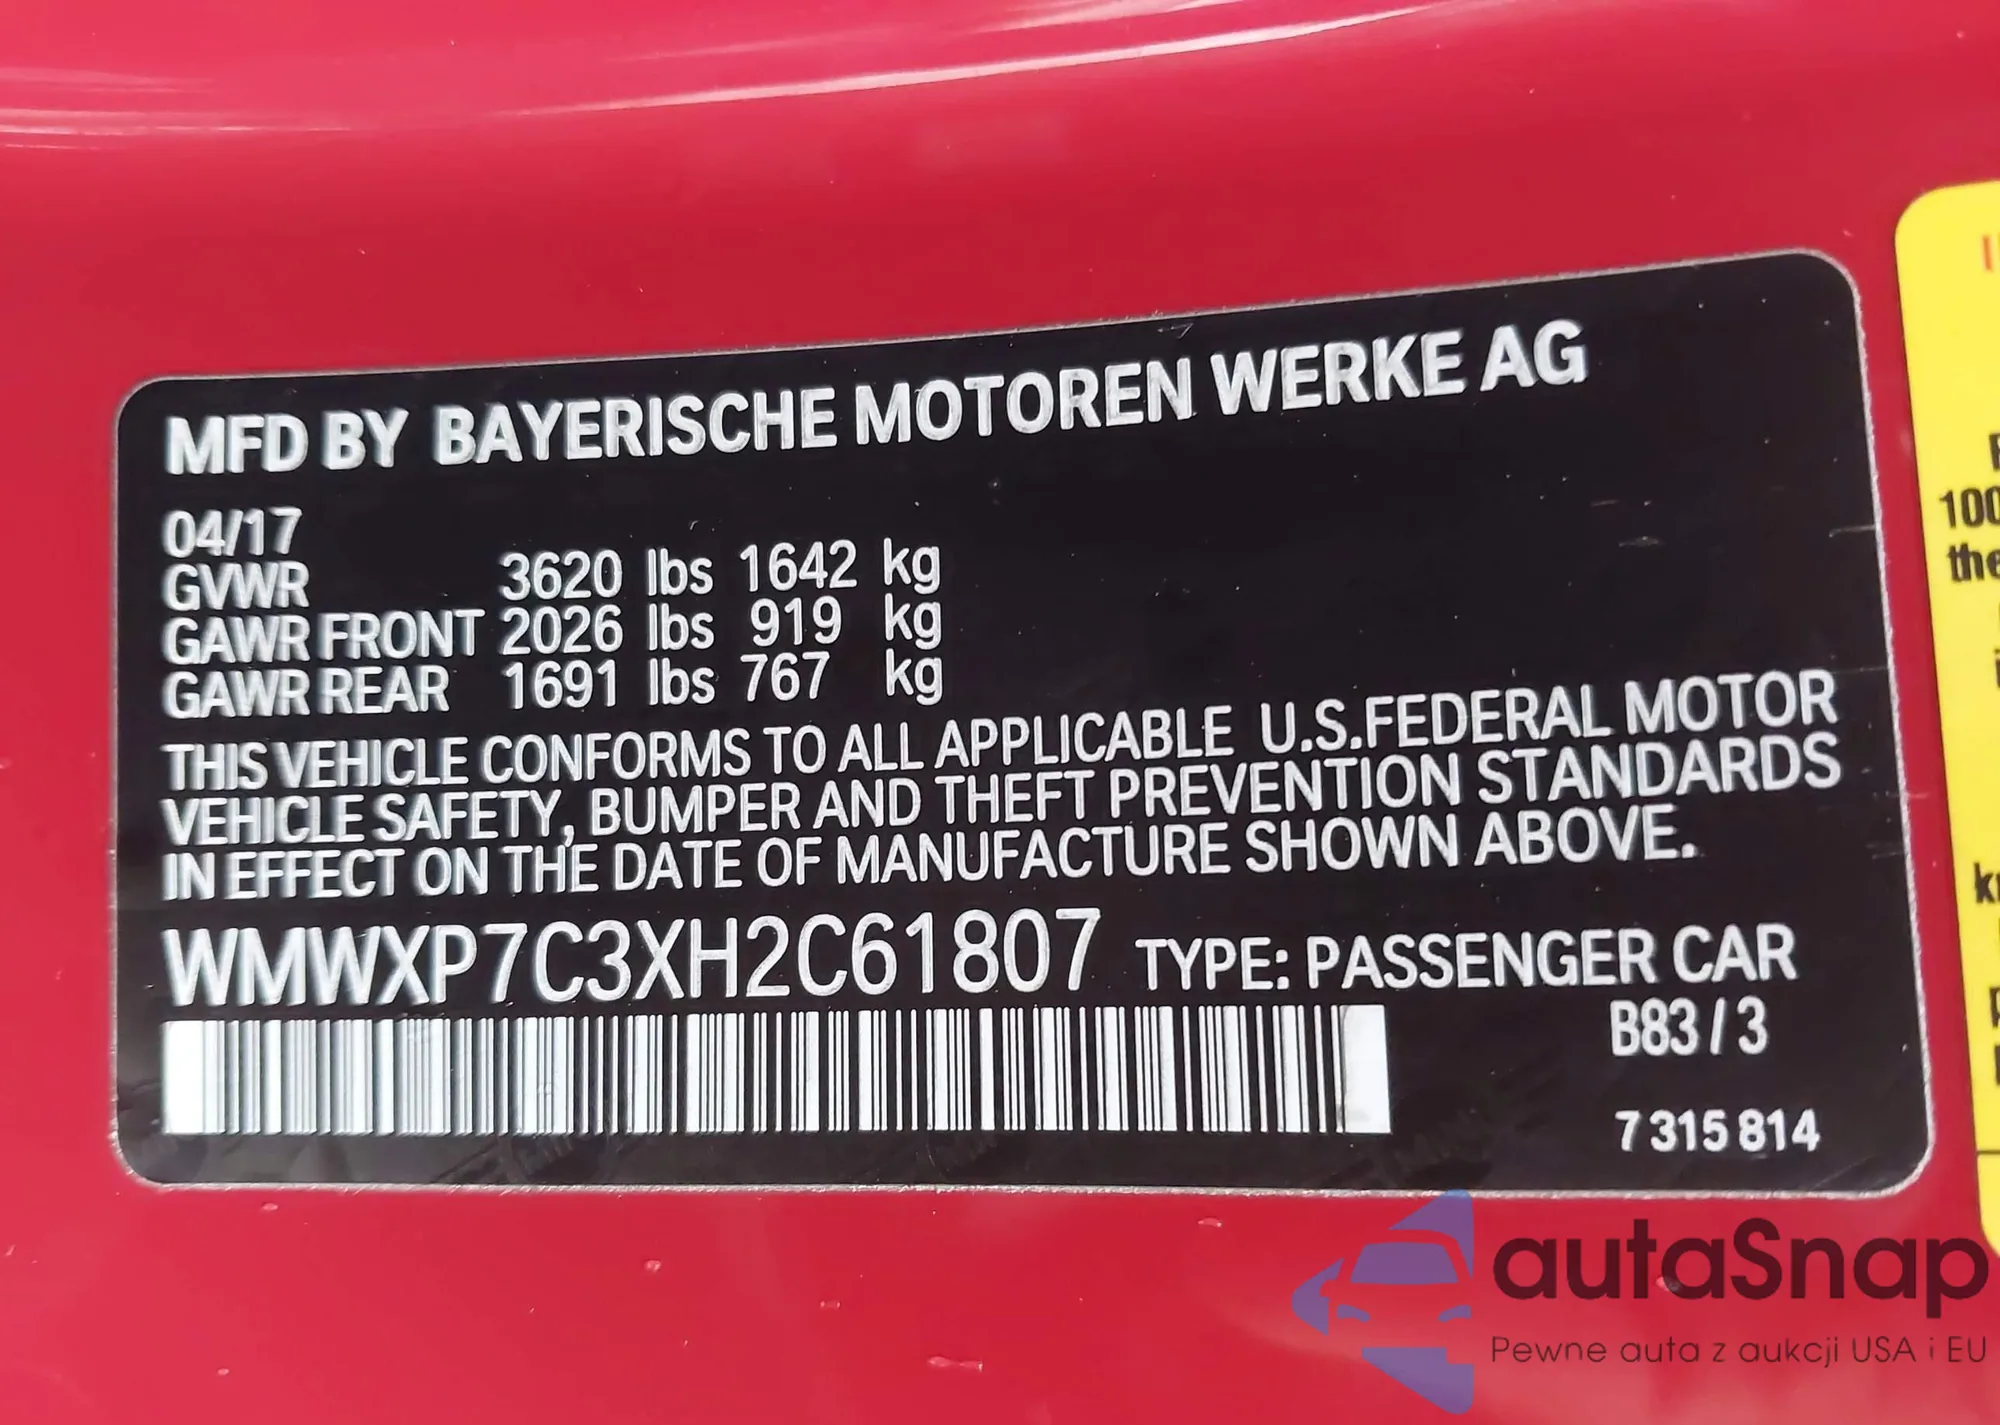 MFD BY BAYERISCHE MOTOREN WERKE AG
04/17
GVWR 3620 lbs 1642 kg
GAWR FRONT 2026 lbs 919 kg
GAWR REAR 1691 lbs 767 kg
THIS VEHICLE CONFORMS TO ALL APPLICABLE U.S.FEDERAL MOTOR
VEHICLE SAFETY, BUMPER AND THEFT PREVENTION STANDARDS
IN EFFECT ON THE DATE OF MANUFACTURE SHOWN ABOVE.
WMWXP7C3XH2C61807 TYPE: PASSENGER CAR
B83 / 3
7 315 814
100
the
autaSnap
Pewne auta z aukcji USA i EU